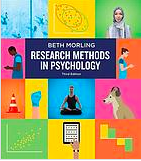 BETH MORLING
RESEARCH METHODS
IN PSYCHOLOGY
Third Edition